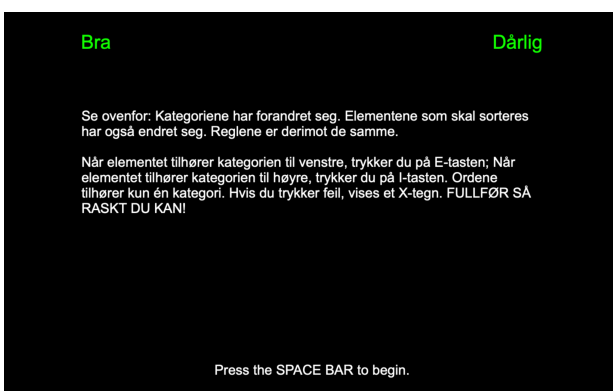 Bra
Dårlig
Se ovenfor: Kategoriene har forandret seg. Elementene som skal sorteres
har også endret seg. Reglene er derimot de samme.
Når elementet tilhører kategorien til venstre, trykker du på E-tasten; Når
elementet tilhører kategorien til høyre, trykker du på I-tasten. Ordene
tilhører kun én kategori. Hvis du trykker feil, vises et X-tegn. FULLFØR SÅ
RASKT DU KAN!
Press the SPACE BAR to begin.